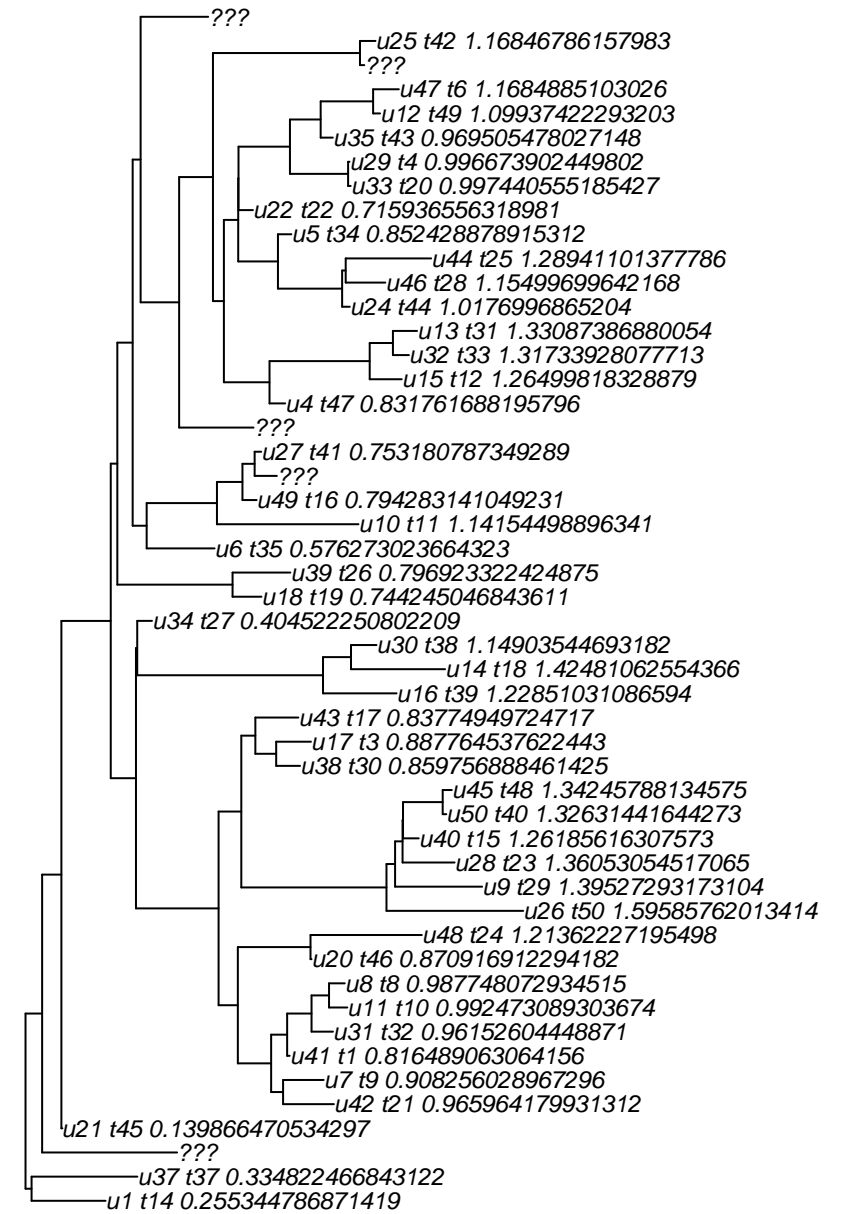 ???
u25 t42 1.16846786157983
???
u47 t6 1.1684885103026
u12 t49 1.09937422293203
u35 t43 0.969505478027148
u29 t4 0.996673902449802
u33 t20 0.997440555185427
u22 t22 0.715936556318981
u5 t34 0.852428878915312
u44 t25 1.28941101377786
u46 t28 1.15499699642168
u24 t44 1.0176996865204
u13 t31 1.33087386880054
u32 t33 1.31733928077713
u15 t12 1.26499818328879
u4 t47 0.831761688195796
???
u27 t41 0.753180787349289
???
u49 t16 0.794283141049231
u10 t11 1.14154498896341
u6 t35 0.576273023664323
u39 t26 0.796923322424875
u18 t19 0.744245046843611
u34 t27 0.404522250802209
u30 t38 1.14903544693182
u14 t18 1.42481062554366
u16 t39 1.22851031086594
u43 t17 0.83774949724717
u17 t3 0.887764537622443
u38 t30 0.859756888461425
u45 t48 1.34245788134575
u50 t40 1.32631441644273
u40 t15 1.26185616307573
u28 t23 1.36053054517065
u9 t29 1.39527293173104
u26 t50 1.59585762013414
u48 t24 1.21362227195498
u20 t46 0.870916912294182
u8 t8 0.987748072934515
u11 t10 0.992473089303674
u31 t32 0.96152604448871
u41 t1 0.816489063064156
u7 t9 0.908256028967296
u42 t21 0.965964179931312
u21 t45 0.139866470534297
???
u37 t37 0.334822466843122
u1 t14 0.255344786871419